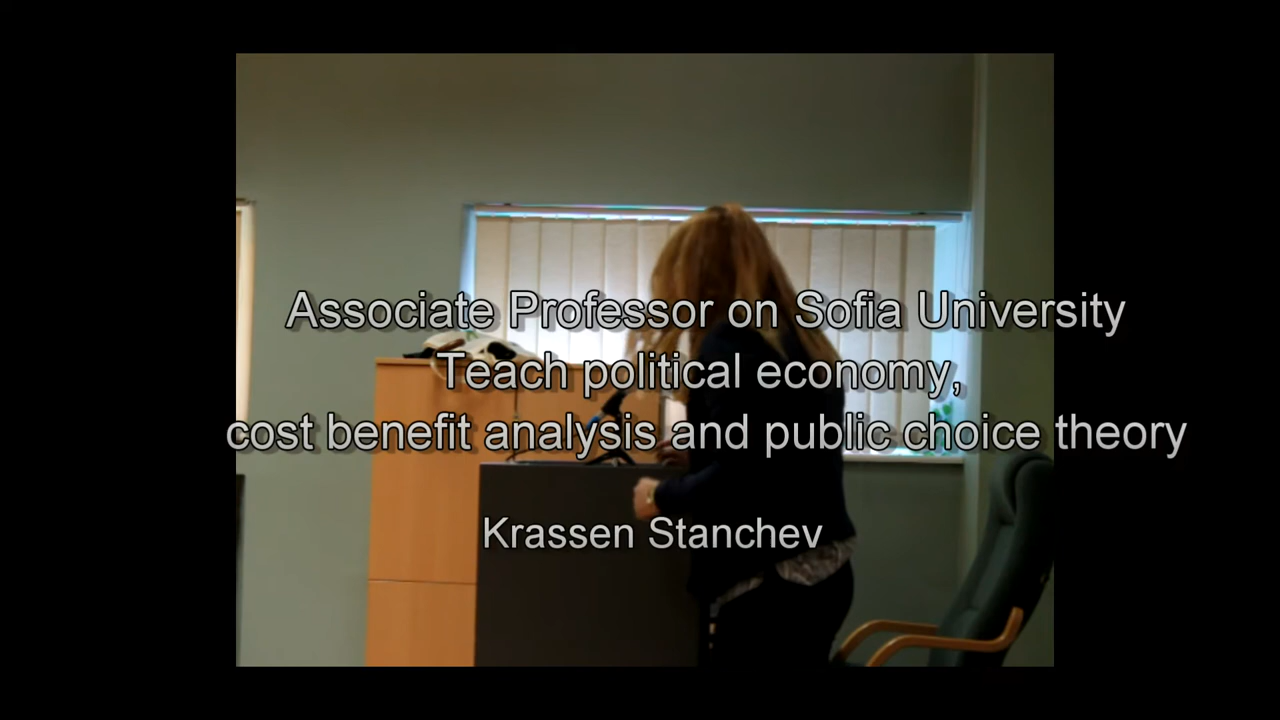 Associate Professor on Sofia University
Teach political economy,
cost benefit analysis and public choice theory
Krassen Stanchev